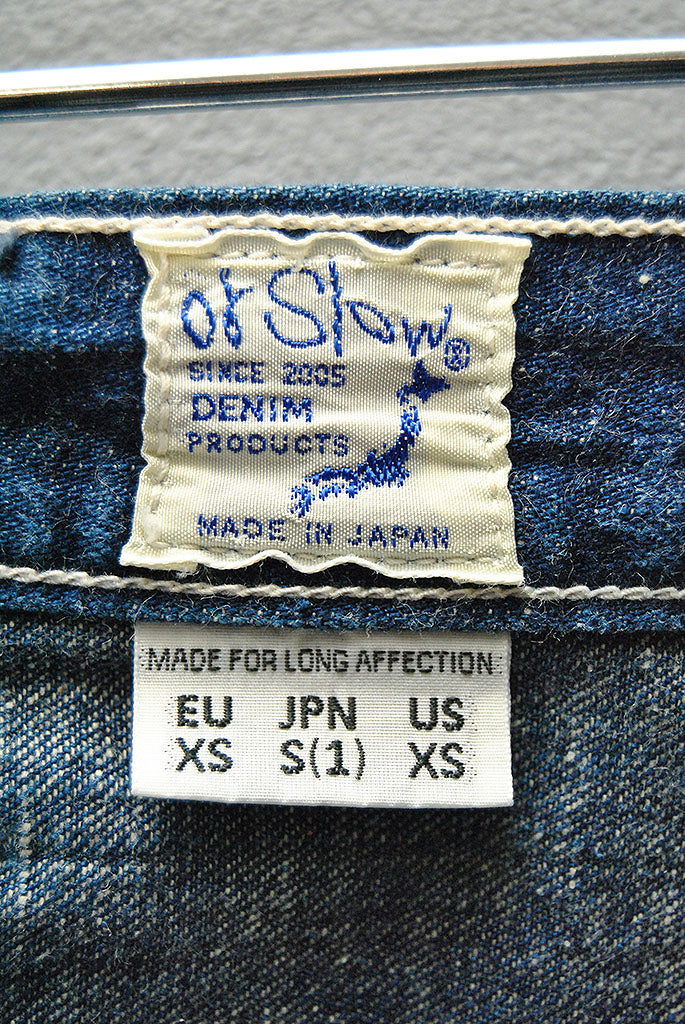 orSlow®
SINCE 2005
DENIM
PRODUCTS
MADE IN JAPAN
MADE FOR LONG AFFECTION
EU JPN US
XS S(1) XS